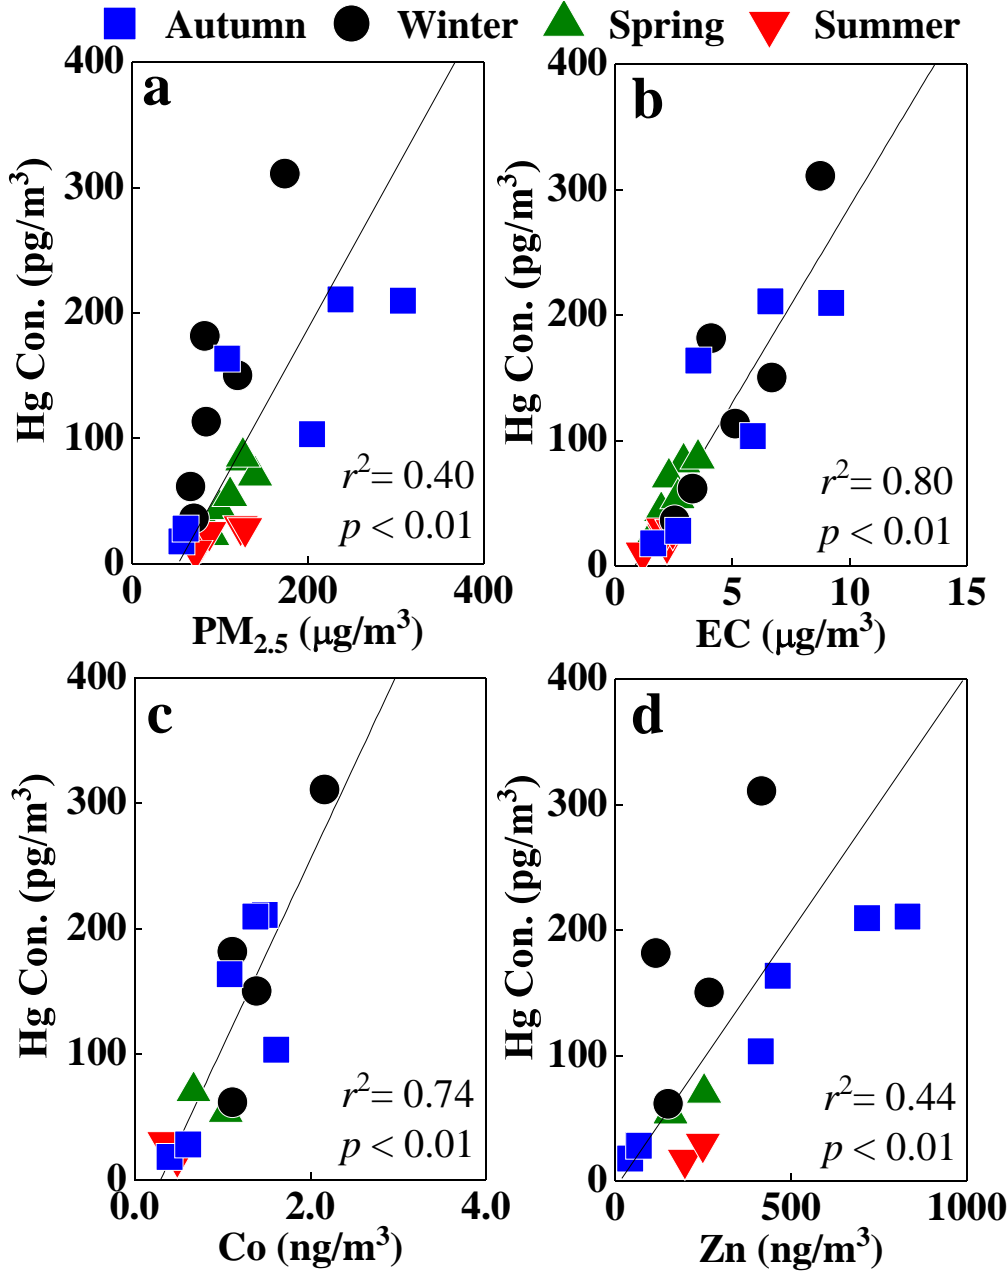 Autumn Winter Spring Summer
a
400
300
200
100
0
Hg Con. (pg/m³)
r²= 0.40
p < 0.01
0 200 400
PM₂.₅ (μg/m³)
b
400
300
200
100
0
Hg Con. (pg/m³)
r²= 0.80
p < 0.01
0 5 10 15
EC (μg/m³)
c
400
300
200
100
0
Hg Con. (pg/m³)
r²= 0.74
p < 0.01
0.0 2.0 4.0
Co (ng/m³)
d
400
300
200
100
0
Hg Con. (pg/m³)
r²= 0.44
p < 0.01
0 500 1000
Zn (ng/m³)